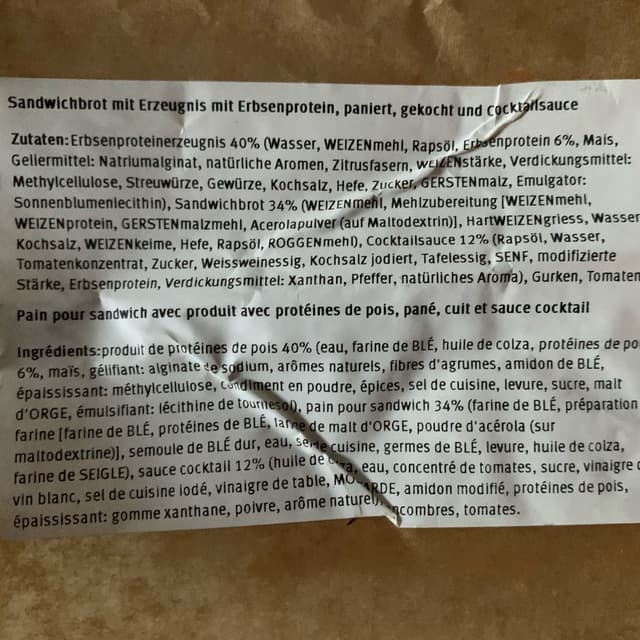 Sandwichbrot mit Erzeugnis mit Erbsenprotein, paniert, gekocht und Cocktailsauce
Zutaten: Erbsenproteinerzeugnis 40% (Wasser, WEIZENmehl, Rapsöl, Erbsenprotein 6%, Mais,
Geliermittel: Natriumalginat, natürliche Aromen, Zitrusfasern, WEIZENstärke, Verdickungsmittel:
Methylcellulose, Streuwürze, Gewürze, Kochsalz, Hefe, Zucker, GERSTENmalz, Emulgator:
Sonnenblumenlecithin), Sandwichbrot 34% (WEIZENmehl, Mehlzubereitung [WEIZENmehl,
WEIZENprotein, GERSTENmalzmehl, Acerolapulver (auf Maltodextrin)], HartWEIZENgriess, Wasser
Kochsalz, WEIZENkeime, Hefe, Rapsöl, ROGGENmehl), Cocktailsauce 12% (Rapsöl, Wasser,
Tomatenkonzentrat, Zucker, Weissweinessig, Kochsalz jodiert, Tafelessig, SENF, modifizierte
Stärke, Erbsenprotein, Verdickungsmittel: Xanthan, Pfeffer, natürliches Aroma), Gurken, Tomaten
Pain pour sandwich avec produit avec protéines de pois, pané, cuit et sauce cocktail
Ingrédients: produit de protéines de pois 40% (eau, farine de BLÉ, huile de colza, protéines de po
6%, maïs, gélifiant: alginate de sodium, arômes naturels, fibres d'agrumes, amidon de BLÉ,
épaississant: méthylcellulose, condiment en poudre, épices, sel de cuisine, levure, sucre, malt
d'ORGE, émulsifiant: lécithine de tournesol), pain pour sandwich 34% (farine de BLÉ, préparation
farine [farine de BLÉ, protéines de BLÉ, farine de malt d'ORGE, poudre d'acérola (sur
maltodextrine)], semoule de BLÉ dur, eau, sel de cuisine, germes de BLÉ, levure, huile de colza,
farine de SEIGLE), sauce cocktail 12% (huile de colza, eau, concentré de tomates, sucre, vinaigre d
vin blanc, sel de cuisine iodé, vinaigre de table, MOUTARDE, amidon modifié, protéines de pois,
épaississant: gomme xanthane, poivre, arôme naturel), concombres, tomates.